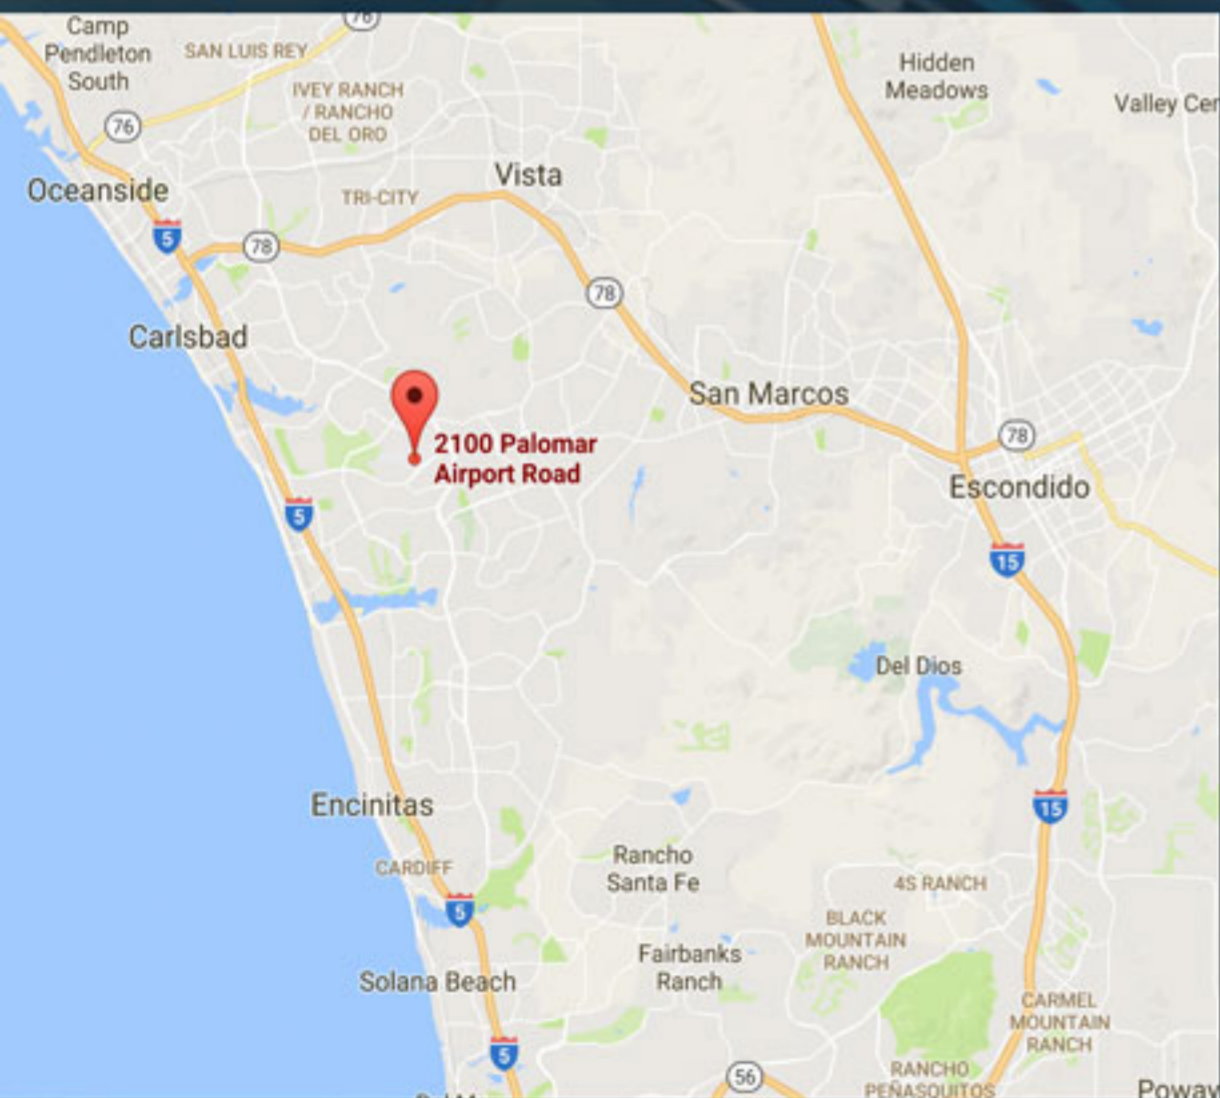 76
Camp
Pendleton
South
SAN LUIS REY
Hidden
Meadows
IVEY RANCH
/ RANCHO
DEL ORO
76
Oceanside
Vista
TRI-CITY
5
78
78
Carlsbad
San Marcos
78
2100 Palomar
Airport Road
Escondido
5
15
Del Dios
Encinitas
15
Rancho
Santa Fe
CARDIFF
4S RANCH
5
BLACK
MOUNTAIN
RANCH
Fairbanks
Ranch
Solana Beach
CARMEL
MOUNTAIN
RANCH
5
56
RANCHO
PEÑASQUITOS